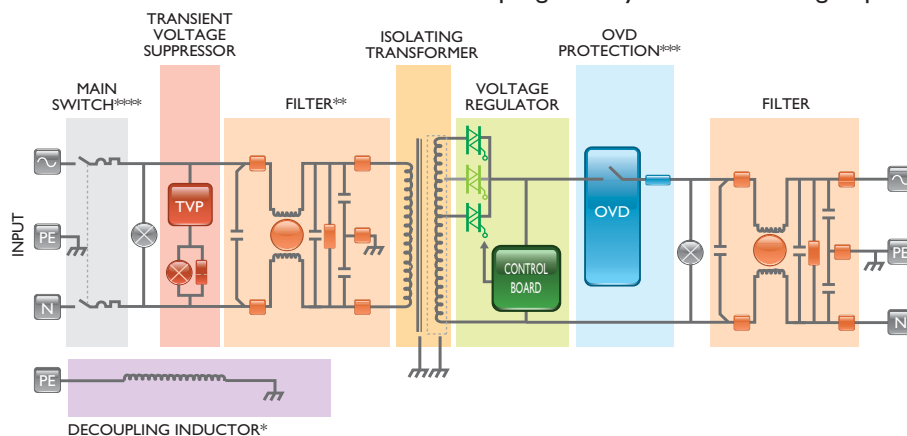 TRANSIENT
VOLTAGE
SUPPRESSOR
ISOLATING
TRANSFORMER
OVD
PROTECTION***
MAIN
SWITCH****
FILTER**
VOLTAGE
REGULATOR
FILTER
INPUT
TVP
OVD
PE
PE
N
CONTROL
BOARD
N
PE
DECOUPLING INDUCTOR*